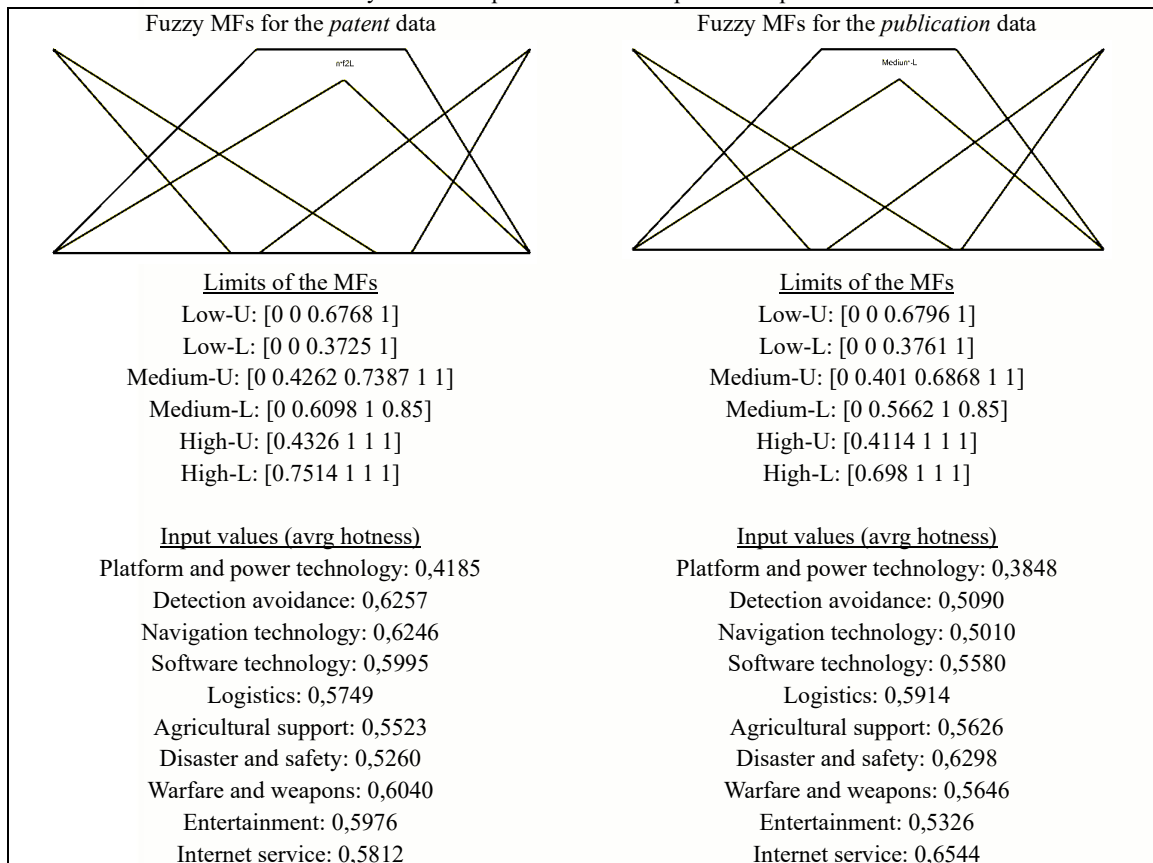 Fuzzy MFs for the patent data
Low-U: [0 0 0.6768 1]
Limits of the MFs
Low-L: [0 0 0.3725 1]
Medium-U: [0 0.4262 0.7387 1 1]
Medium-L: [0 0.6098 1 0.85]
High-U: [0.4326 1 1 1]
High-L: [0.7514 1 1 1]
Input values (avrg hotness)
Platform and power technology: 0,4185
Detection avoidance: 0,6257
Navigation technology: 0,6246
Software technology: 0,5995
Logistics: 0,5749
Agricultural support: 0,5523
Disaster and safety: 0,5260
Warfare and weapons: 0,6040
Entertainment: 0,5976
Internet service: 0,5812
Fuzzy MFs for the publication data
Medium-L
Limits of the MFs
Low-U: [0 0 0.6796 1]
Low-L: [0 0 0.3761 1]
Medium-U: [0 0.401 0.6868 1 1]
Medium-L: [0 0.5662 1 0.85]
High-U: [0.4114 1 1 1]
High-L: [0.698 1 1 1]
Input values (avrg hotness)
Platform and power technology: 0,3848
Detection avoidance: 0,5090
Navigation technology: 0,5010
Software technology: 0,5580
Logistics: 0,5914
Agricultural support: 0,5626
Disaster and safety: 0,6298
Warfare and weapons: 0,5646
Entertainment: 0,5326
Internet service: 0,6544